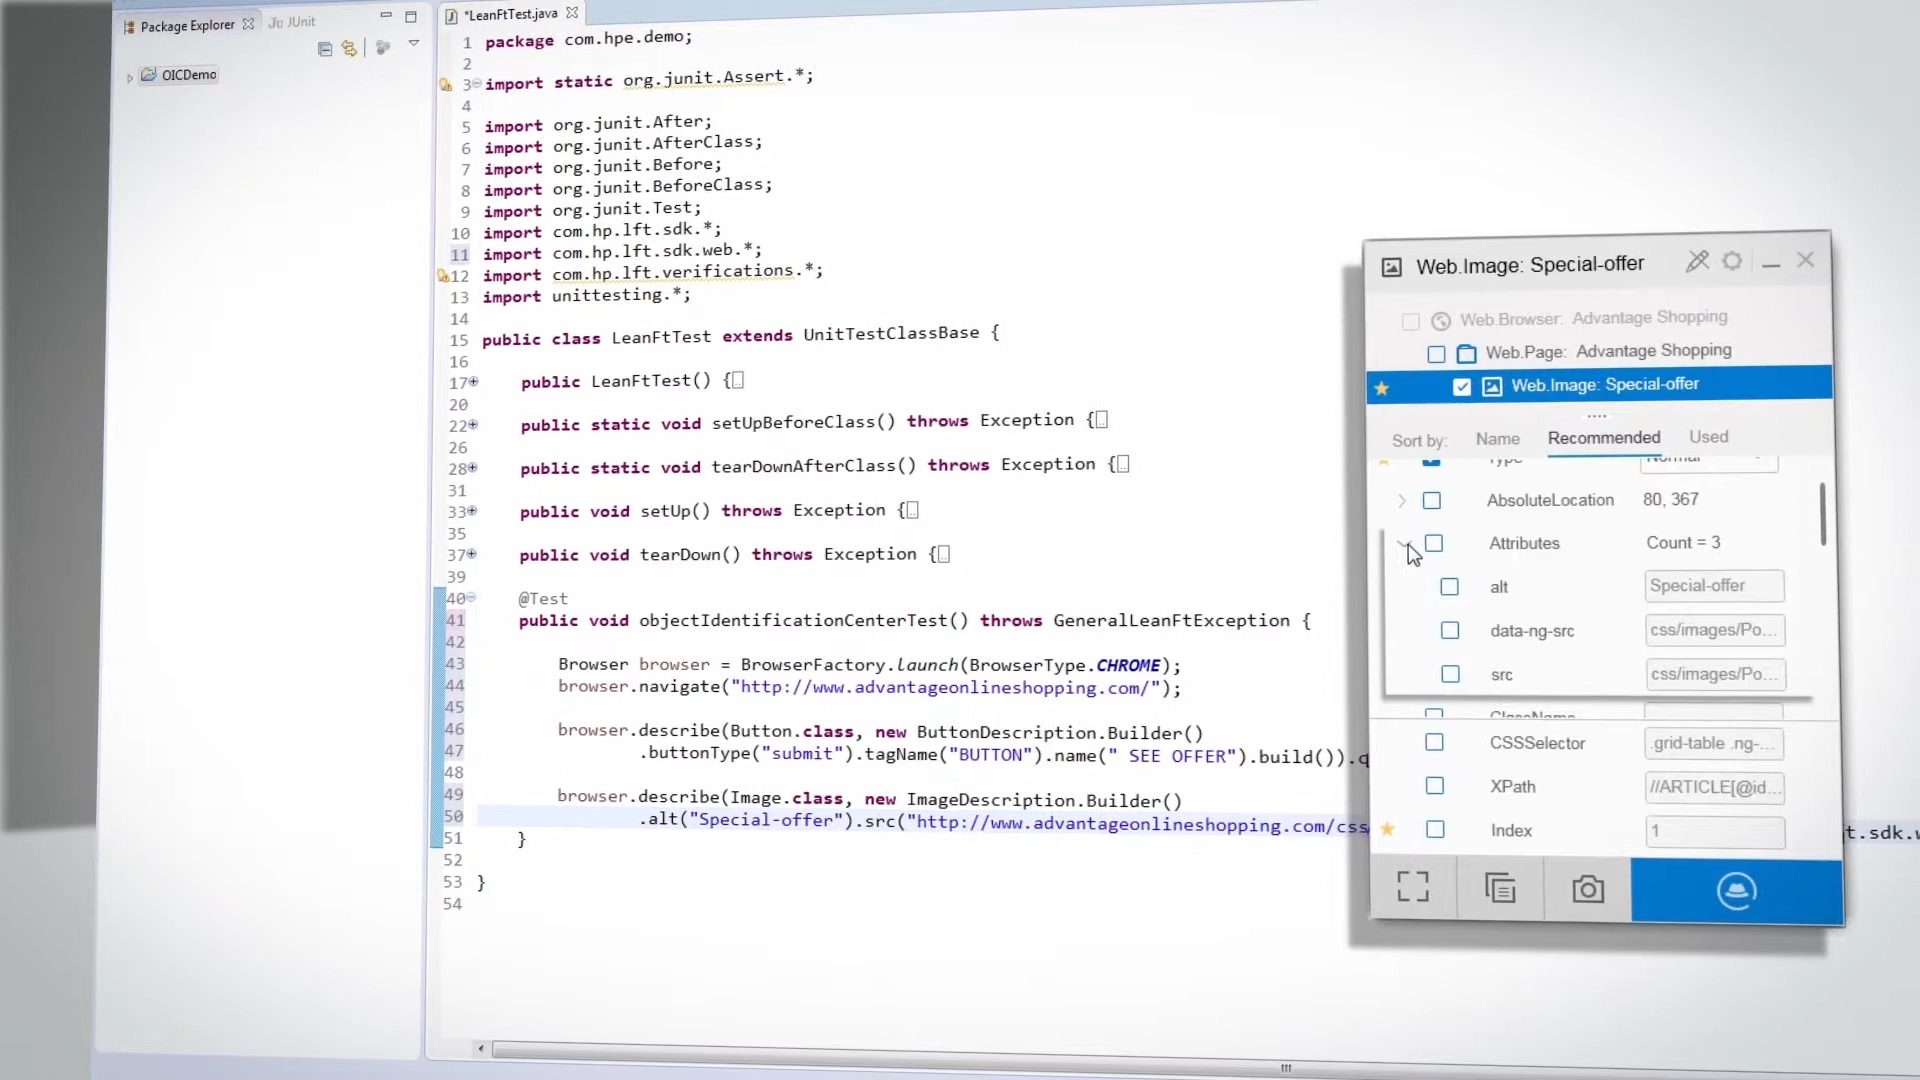 Package Explorer
Ju JUnit
OICDemo
*LeanFtTest.java
1 package com.hpe.demo;
2
3 import static org.junit.Assert.*;
4
5 import org.junit.After;
6 import org.junit.AfterClass;
7 import org.junit.Before;
8 import org.junit.BeforeClass;
9 import org.junit.Test;
10 import com.hp.lft.sdk.*;
11 import com.hp.lft.sdk.web.*;
12 import com.hp.lft.verifications.*;
13 import unittesting.*;
14
15 public class LeanFtTest extends UnitTestClassBase {
16
17 public LeanFtTest() {
20
22 public static void setUpBeforeClass() throws Exception {
26
28 public static void tearDownAfterClass() throws Exception {
31
33 public void setUp() throws Exception {
35
37 public void tearDown() throws Exception {
39
40 @Test
41 public void objectIdentificationCenterTest() throws GeneralLeanFtException {
42
43 Browser browser = BrowserFactory.launch(BrowserType.CHROME);
44 browser.navigate("http://www.advantageonlineshopping.com/");
45
46 browser.describe(Button.class, new ButtonDescription.Builder()
47 .buttonType("submit").tagName("BUTTON").name(" SEE OFFER").build()).q
48
49 browser.describe(Image.class, new ImageDescription.Builder()
50 .alt("Special-offer").src("http://www.advantageonlineshopping.com/css t.sdk.w
51 }
52
53 }
54
Web.Image: Special-offer
Web.Browser: Advantage Shopping
Web.Page: Advantage Shopping
Web.Image: Special-offer
Sort by: Name Recommended Used
Type Normal
AbsoluteLocation 80, 367
Attributes Count = 3
alt Special-offer
data-ng-src css/images/Po...
src css/images/Po...
ClassName
CSSSelector .grid-table .ng-...
XPath //ARTICLE[@id...
Index 1